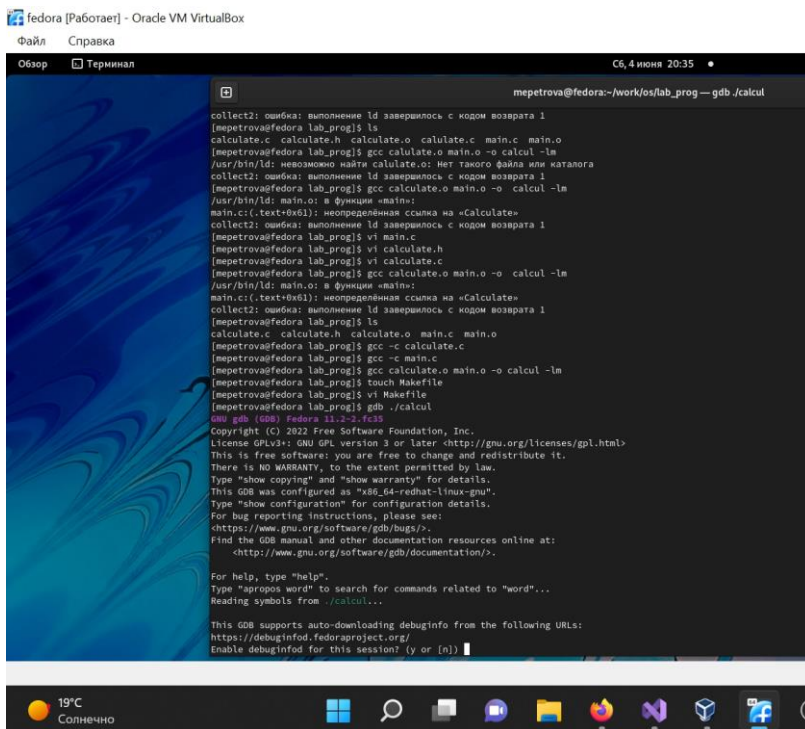 fedora [Работает] - Oracle VM VirtualBox
Файл Справка
Обзор Терминал Сб, 4 июня 20:35
mepetrova@fedora:~/work/os/lab_prog — gdb ./calcul
collect2: ошибка: выполнение ld завершилось с кодом возврата 1
[mepetrova@fedora lab_prog]$ ls
calculate.c calculate.h calculate.o calulate.c main.c main.o
[mepetrova@fedora lab_prog]$ gcc calulate.o main.o -o calcul -lm
/usr/bin/ld: невозможно найти calulate.o: Нет такого файла или каталога
collect2: ошибка: выполнение ld завершилось с кодом возврата 1
[mepetrova@fedora lab_prog]$ gcc calculate.o main.o -o calcul -lm
/usr/bin/ld: main.o: в функции «main»:
main.c:(.text+0x61): неопределённая ссылка на «Calculate»
collect2: ошибка: выполнение ld завершилось с кодом возврата 1
[mepetrova@fedora lab_prog]$ vi main.c
[mepetrova@fedora lab_prog]$ vi calculate.h
[mepetrova@fedora lab_prog]$ vi calculate.c
[mepetrova@fedora lab_prog]$ gcc calculate.o main.o -o calcul -lm
/usr/bin/ld: main.o: в функции «main»:
main.c:(.text+0x61): неопределённая ссылка на «Calculate»
collect2: ошибка: выполнение ld завершилось с кодом возврата 1
[mepetrova@fedora lab_prog]$ ls
calculate.c calculate.h calculate.o main.c main.o
[mepetrova@fedora lab_prog]$ gcc -c calculate.c
[mepetrova@fedora lab_prog]$ gcc -c main.c
[mepetrova@fedora lab_prog]$ gcc calculate.o main.o -o calcul -lm
[mepetrova@fedora lab_prog]$ touch Makefile
[mepetrova@fedora lab_prog]$ vi Makefile
[mepetrova@fedora lab_prog]$ gdb ./calcul
GNU gdb (GDB) Fedora 11.2-2.fc35
Copyright (C) 2022 Free Software Foundation, Inc.
License GPLv3+: GNU GPL version 3 or later <http://gnu.org/licenses/gpl.html>
This is free software: you are free to change and redistribute it.
There is NO WARRANTY, to the extent permitted by law.
Type "show copying" and "show warranty" for details.
This GDB was configured as "x86_64-redhat-linux-gnu".
Type "show configuration" for configuration details.
For bug reporting instructions, please see:
<https://www.gnu.org/software/gdb/bugs/>.
Find the GDB manual and other documentation resources online at:
<http://www.gnu.org/software/gdb/documentation/>.
For help, type "help".
Type "apropos word" to search for commands related to "word"...
Reading symbols from ./calcul...
This GDB supports auto-downloading debuginfo from the following URLs:
https://debuginfod.fedoraproject.org/
Enable debuginfod for this session? (y or [n])
19°C
Солнечно